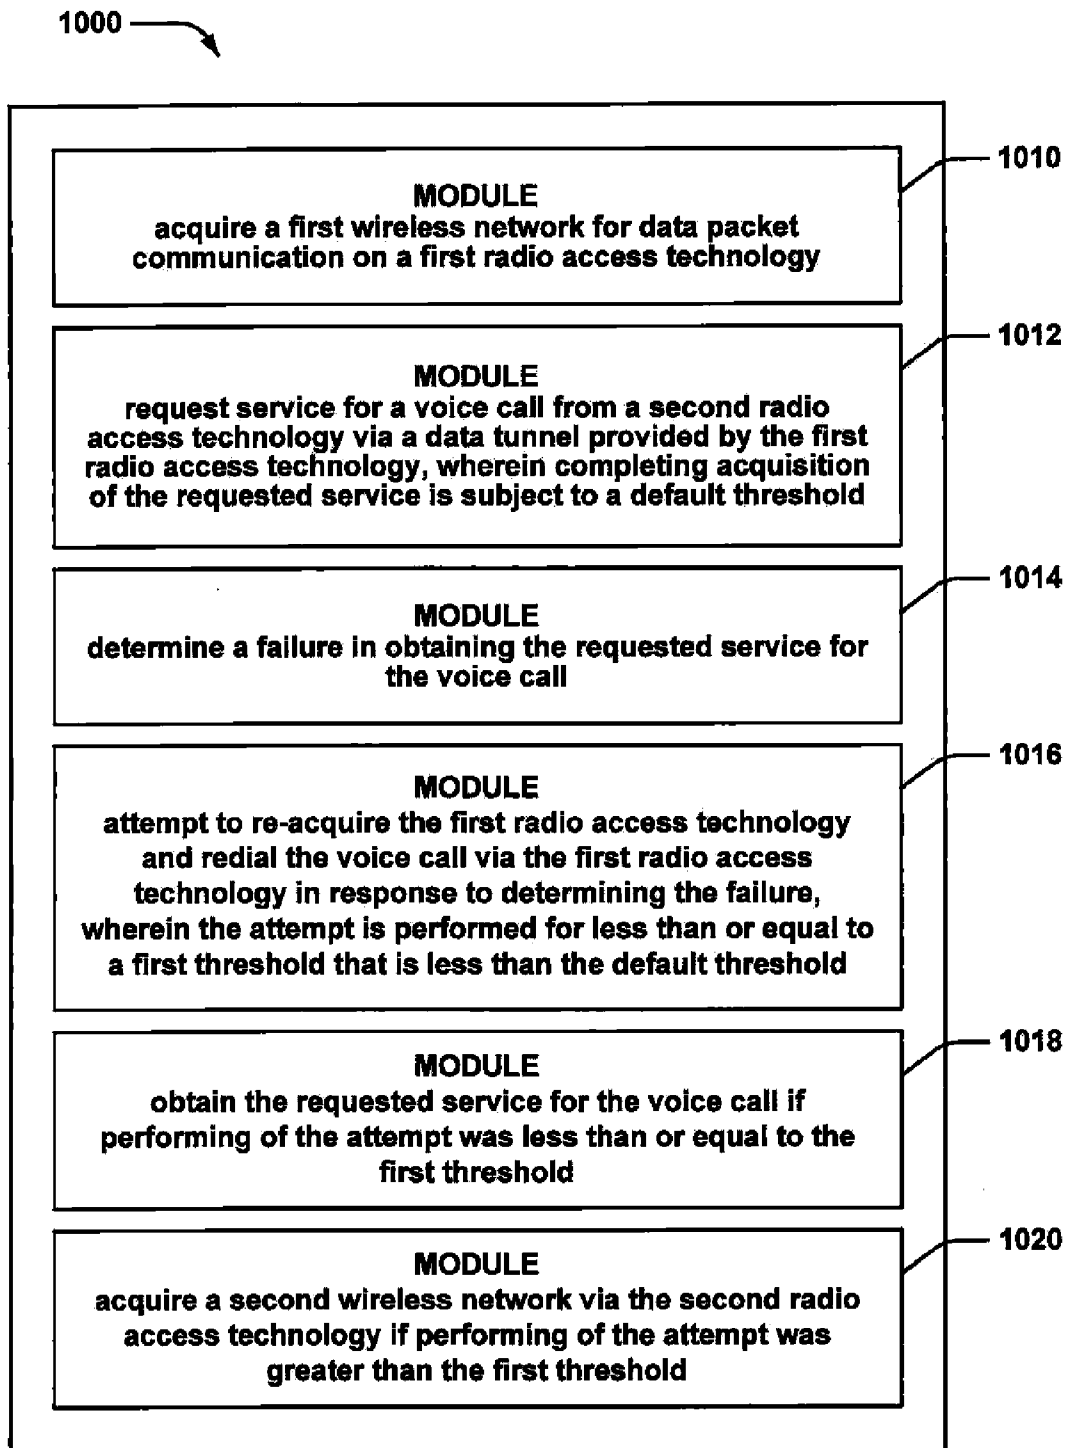 1000
1010
MODULE
acquire a first wireless network for data packet
communication on a first radio access technology
1012
MODULE
request service for a voice call from a second radio
access technology via a data tunnel provided by the first
radio access technology, wherein completing acquisition
of the requested service is subject to a default threshold
1014
MODULE
determine a failure in obtaining the requested service for
the voice call
1016
MODULE
attempt to re-acquire the first radio access technology
and redial the voice call via the first radio access
technology in response to determining the failure,
wherein the attempt is performed for less than or equal to
a first threshold that is less than the default threshold
1018
MODULE
obtain the requested service for the voice call if
performing of the attempt was less than or equal to the
first threshold
1020
MODULE
acquire a second wireless network via the second radio
access technology if performing of the attempt was
greater than the first threshold